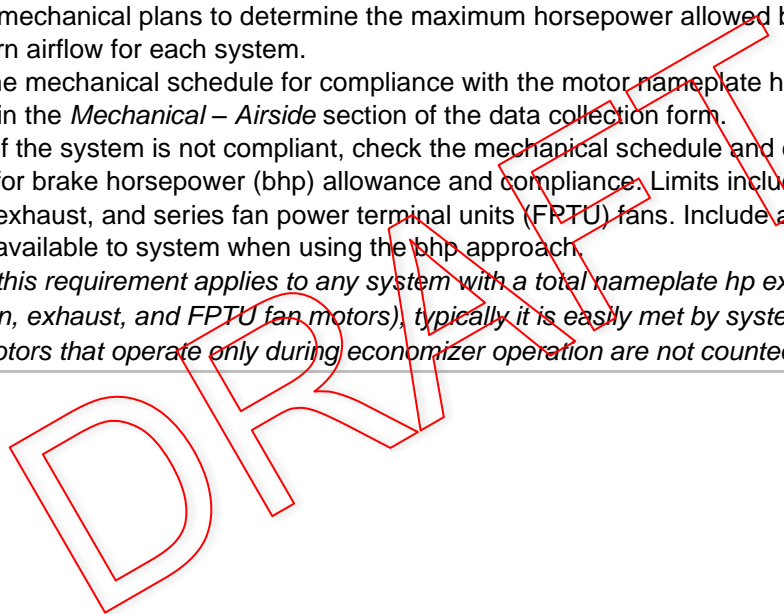 mechanical plans to determine the maximum horsepower allowed b
rn airflow for each system.
ne mechanical schedule for compliance with the motor nameplate h
in the Mechanical – Airside section of the data collection form.
f the system is not compliant, check the mechanical schedule and
for brake horsepower (bhp) allowance and compliance. Limits inclu
exhaust, and series fan power terminal units (FPTU) fans. Include a
available to system when using the bhp approach.
this requirement applies to any system with a total nameplate hp ex
n, exhaust, and FPTU fan motors), typically it is easily met by syste
otors that operate only during economizer operation are not counted
DRAFT